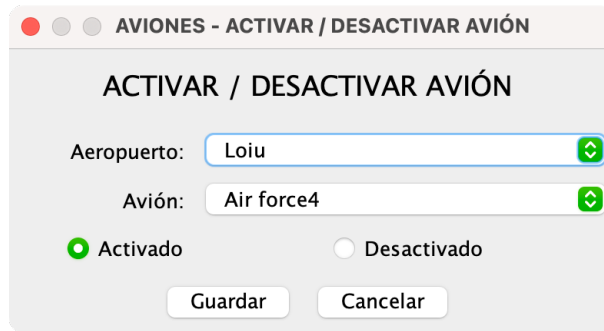 AVIONES - ACTIVAR / DESACTIVAR AVIÓN
ACTIVAR / DESACTIVAR AVIÓN
Aeropuerto: Loiu
Avión: Air force4
Activado Desactivado
Guardar Cancelar